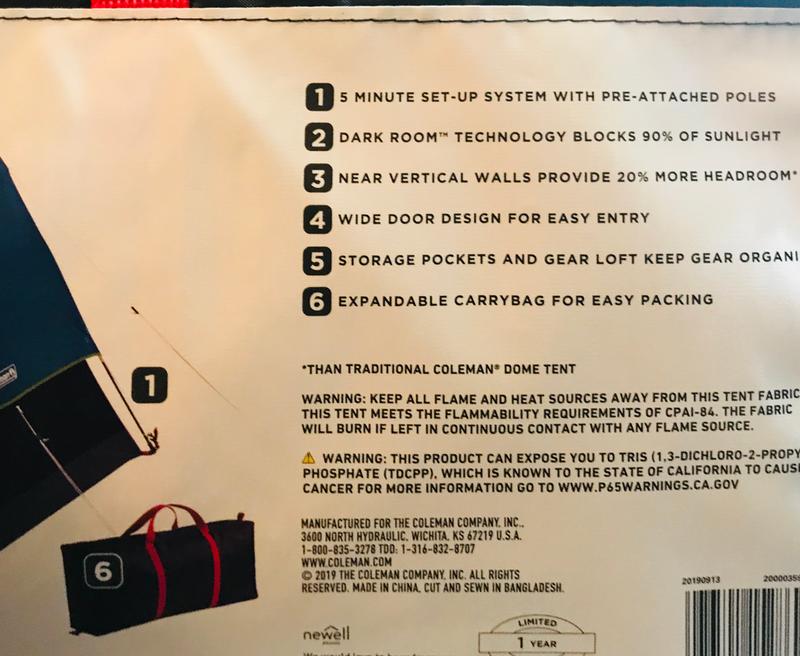 1 5 MINUTE SET-UP SYSTEM WITH PRE-ATTACHED POLES
2 DARK ROOM™ TECHNOLOGY BLOCKS 90% OF SUNLIGHT
3 NEAR VERTICAL WALLS PROVIDE 20% MORE HEADROOM*
4 WIDE DOOR DESIGN FOR EASY ENTRY
5 STORAGE POCKETS AND GEAR LOFT KEEP GEAR ORGANI
6 EXPANDABLE CARRYBAG FOR EASY PACKING
*THAN TRADITIONAL COLEMAN® DOME TENT
1
WARNING: KEEP ALL FLAME AND HEAT SOURCES AWAY FROM THIS TENT FABRIC
THIS TENT MEETS THE FLAMMABILITY REQUIREMENTS OF CPAI-84. THE FABRIC
WILL BURN IF LEFT IN CONTINUOUS CONTACT WITH ANY FLAME SOURCE.
WARNING: THIS PRODUCT CAN EXPOSE YOU TO TRIS (1,3-DICHLORO-2-PROPY
PHOSPHATE (TDCPP), WHICH IS KNOWN TO THE STATE OF CALIFORNIA TO CAUS
CANCER FOR MORE INFORMATION GO TO WWW.P65WARNINGS.CA.GOV
6
MANUFACTURED FOR THE COLEMAN COMPANY, INC.,
3600 NORTH HYDRAULIC, WICHITA, KS 67219 U.S.A.
1-800-835-3278 TDD: 1-316-832-8707
WWW.COLEMAN.COM
© 2019 THE COLEMAN COMPANY, INC. ALL RIGHTS
RESERVED. MADE IN CHINA, CUT AND SEWN IN BANGLADESH.
20190913 2000035
newell
BRANDS
LIMITED
1 YEAR